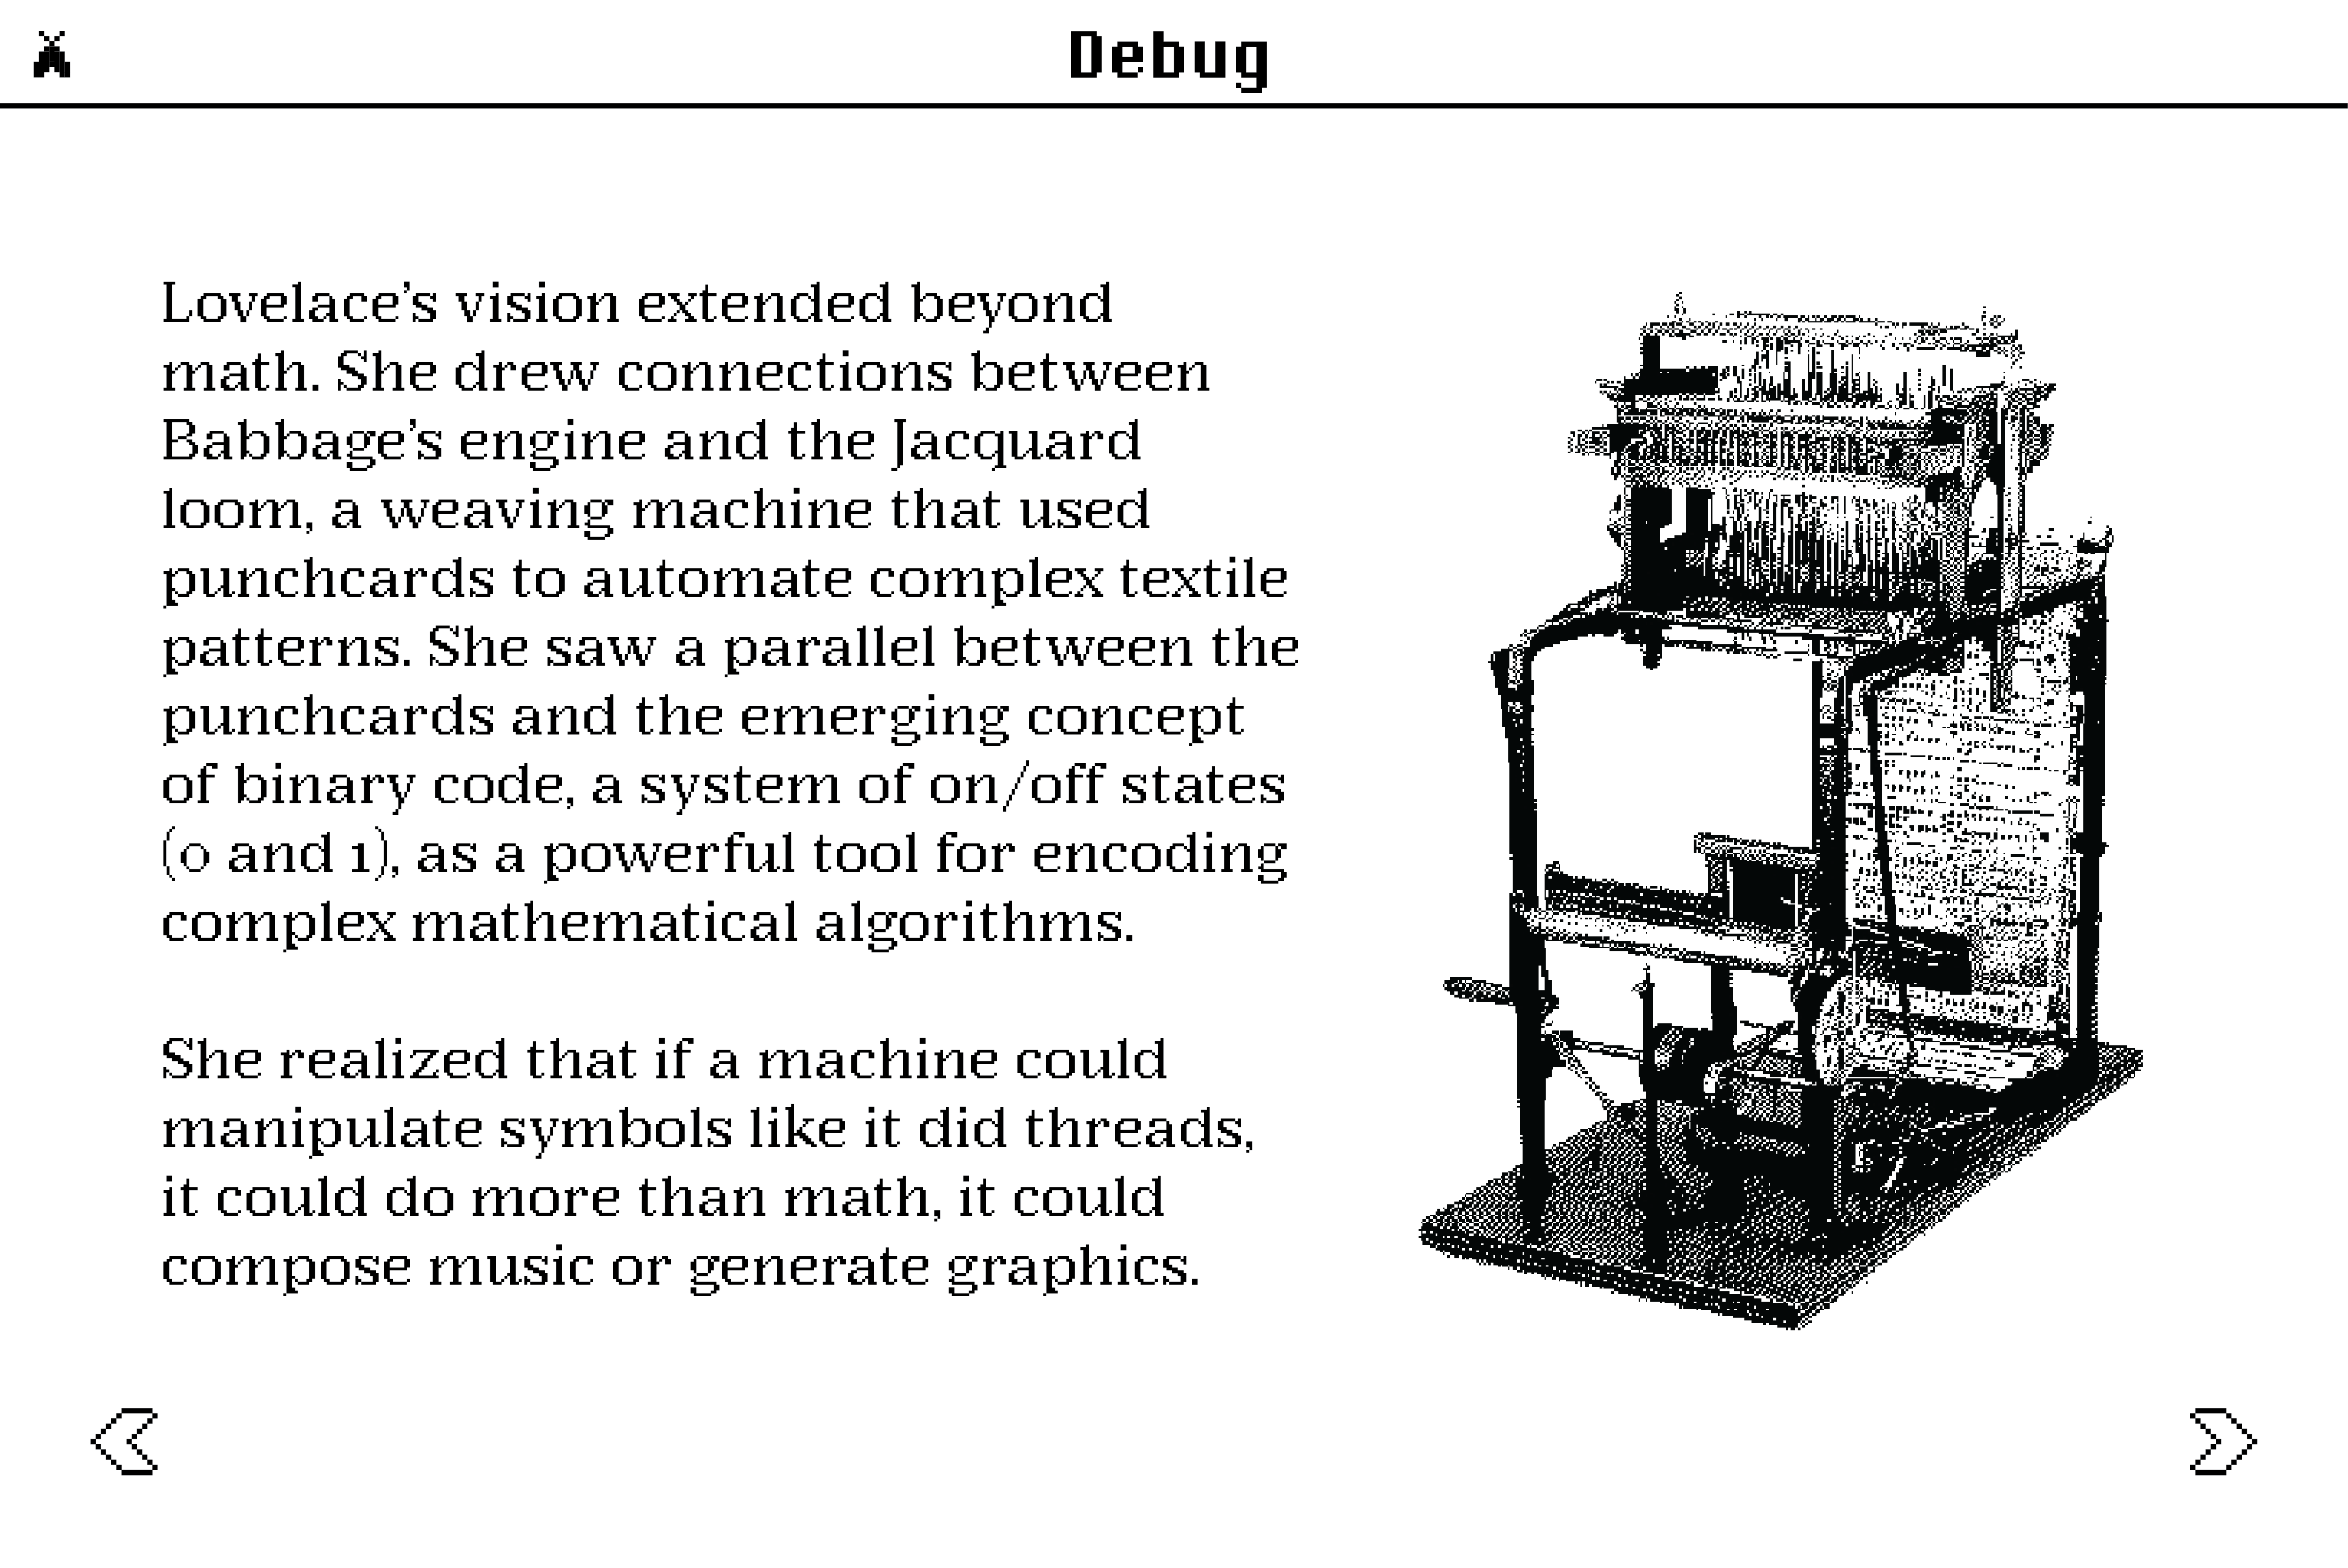 Debug
Lovelace’s vision extended beyond
math. She drew connections between
Babbage’s engine and the Jacquard
loom, a weaving machine that used
punchcards to automate complex textile
patterns. She saw a parallel between the
punchcards and the emerging concept
of binary code, a system of on/off states
(0 and 1), as a powerful tool for encoding
complex mathematical algorithms.
She realized that if a machine could
manipulate symbols like it did threads,
it could do more than math, it could
compose music or generate graphics.